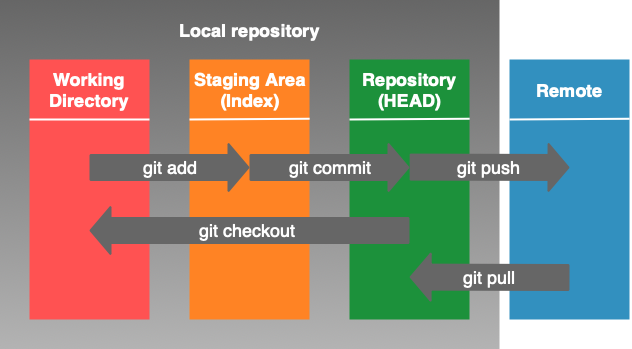 Local repository
Working
Directory
Staging Area
(Index)
Repository
(HEAD)
Remote
git add
git commit
git push
git checkout
git pull